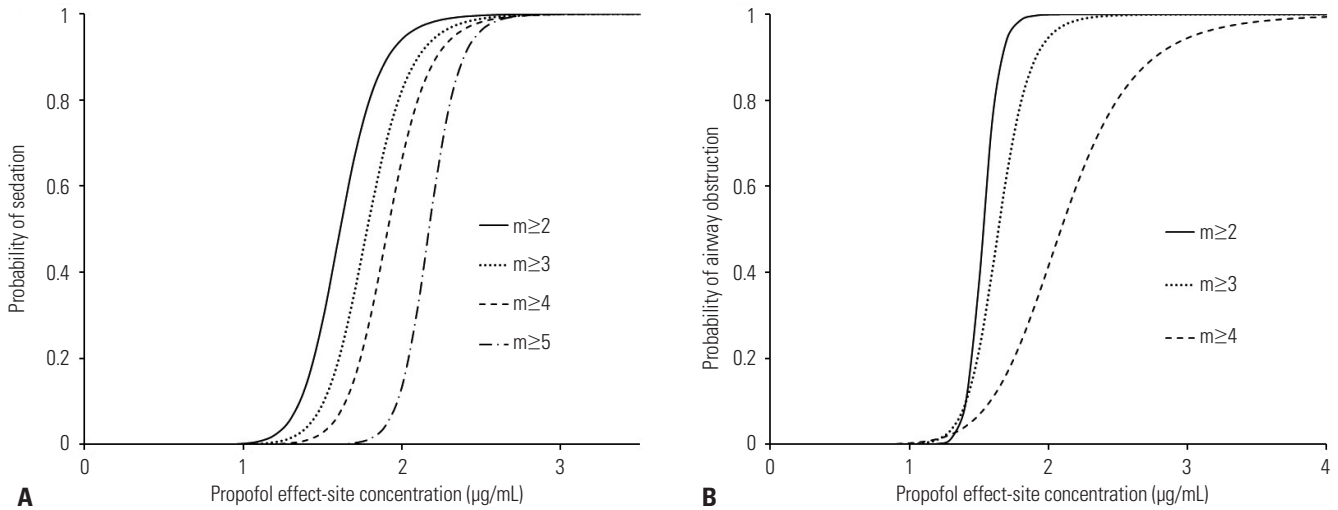 Probability of sedation
1
0.8
0.6
0.4
0.2
0
0 1 2 3
Propofol effect-site concentration (µg/mL)
m≥2
m≥3
m≥4
m≥5
A
Probability of airway obstruction
1
0.8
0.6
0.4
0.2
0
0 1 2 3 4
Propofol effect-site concentration (µg/mL)
m≥2
m≥3
m≥4
B